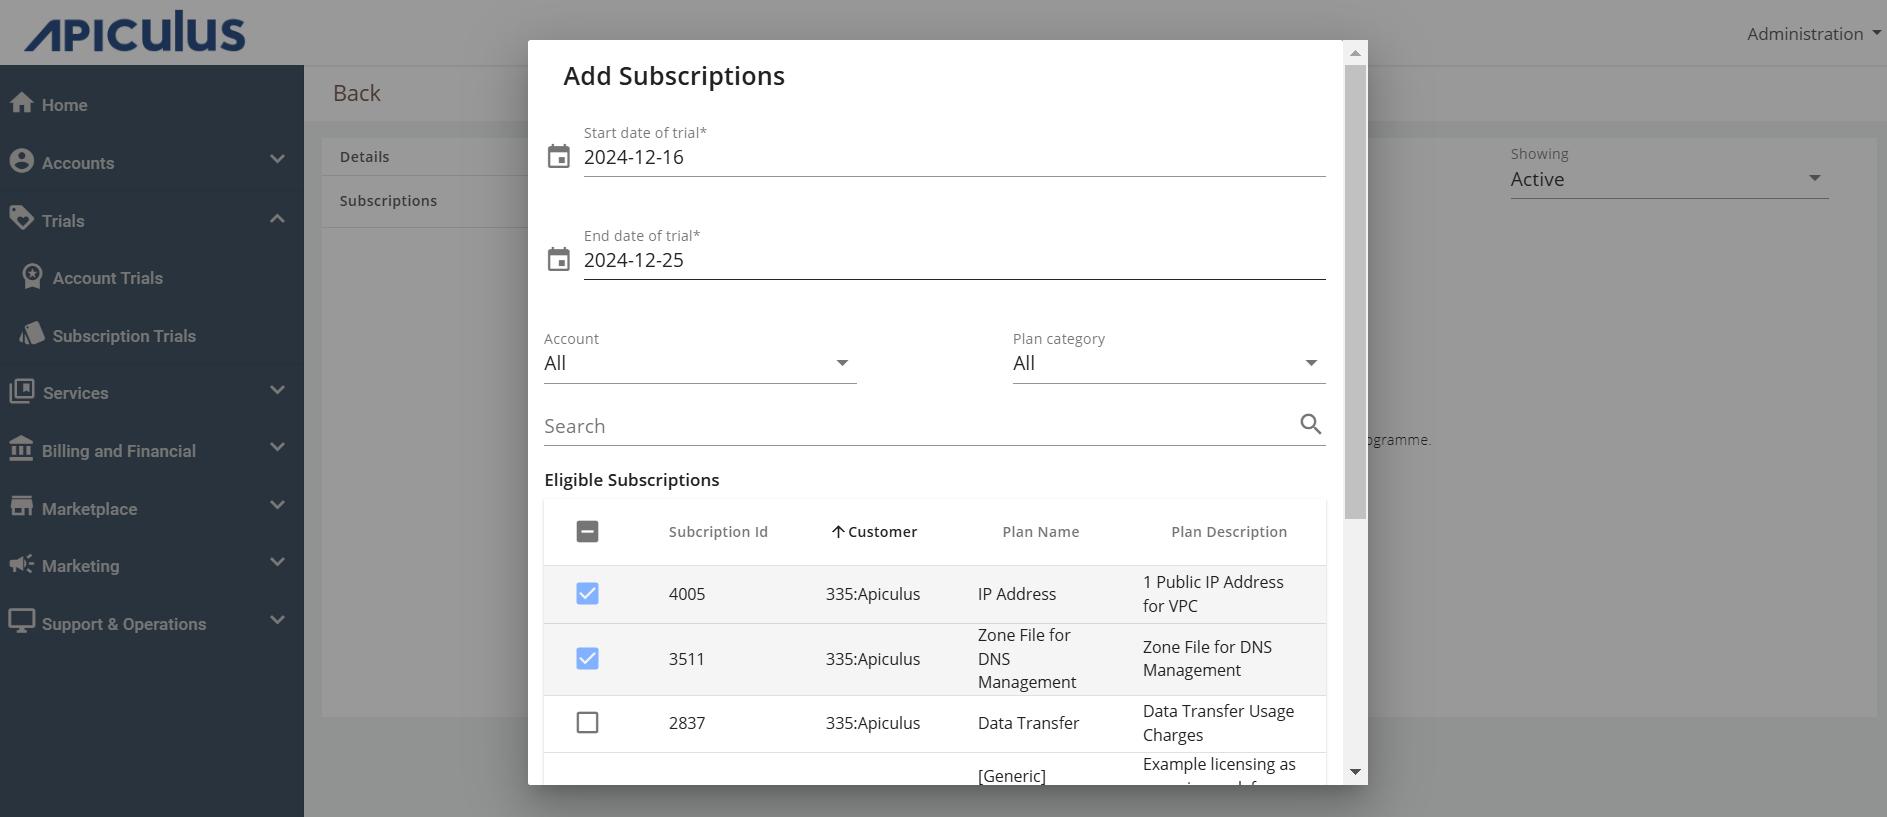 APICULUS
Administration
Home
Accounts
Trials
Account Trials
Subscription Trials
Services
Billing and Financial
Marketplace
Marketing
Support & Operations
Back
Details
Subscriptions
Showing
Active
Add Subscriptions
Start date of trial*
2024-12-16
End date of trial*
2024-12-25
Account
All
Plan category
All
Search
Eligible Subscriptions
Subcription Id Customer Plan Name Plan Description
4005 335:Apiculus IP Address 1 Public IP Address
for VPC
3511 335:Apiculus Zone File for
DNS
Management
Zone File for DNS
Management
2837 335:Apiculus Data Transfer Data Transfer Usage
Charges
[Generic] Example licensing as